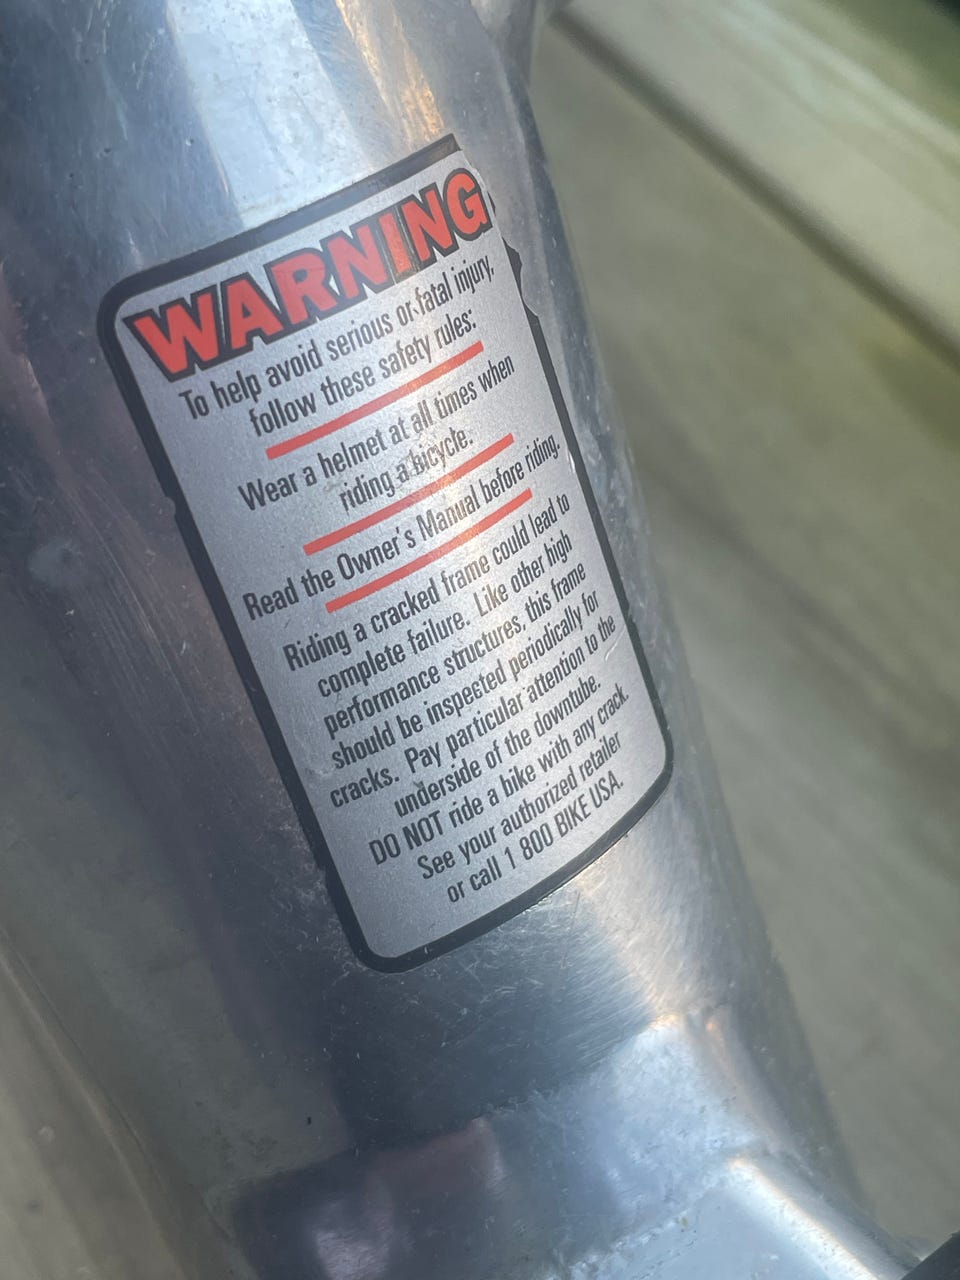 WARNING
To help avoid serious or fatal injury,
follow these safety rules:
Wear a helmet at all times when
riding a bicycle.
Read the Owner's Manual before riding.
Riding a cracked frame could lead to
complete failure. Like other high
performance structures, this frame
should be inspected periodically for
cracks. Pay particular attention to the
underside of the downtube.
DO NOT ride a bike with any crack.
See your authorized retailer
or call 1 800 BIKE USA.